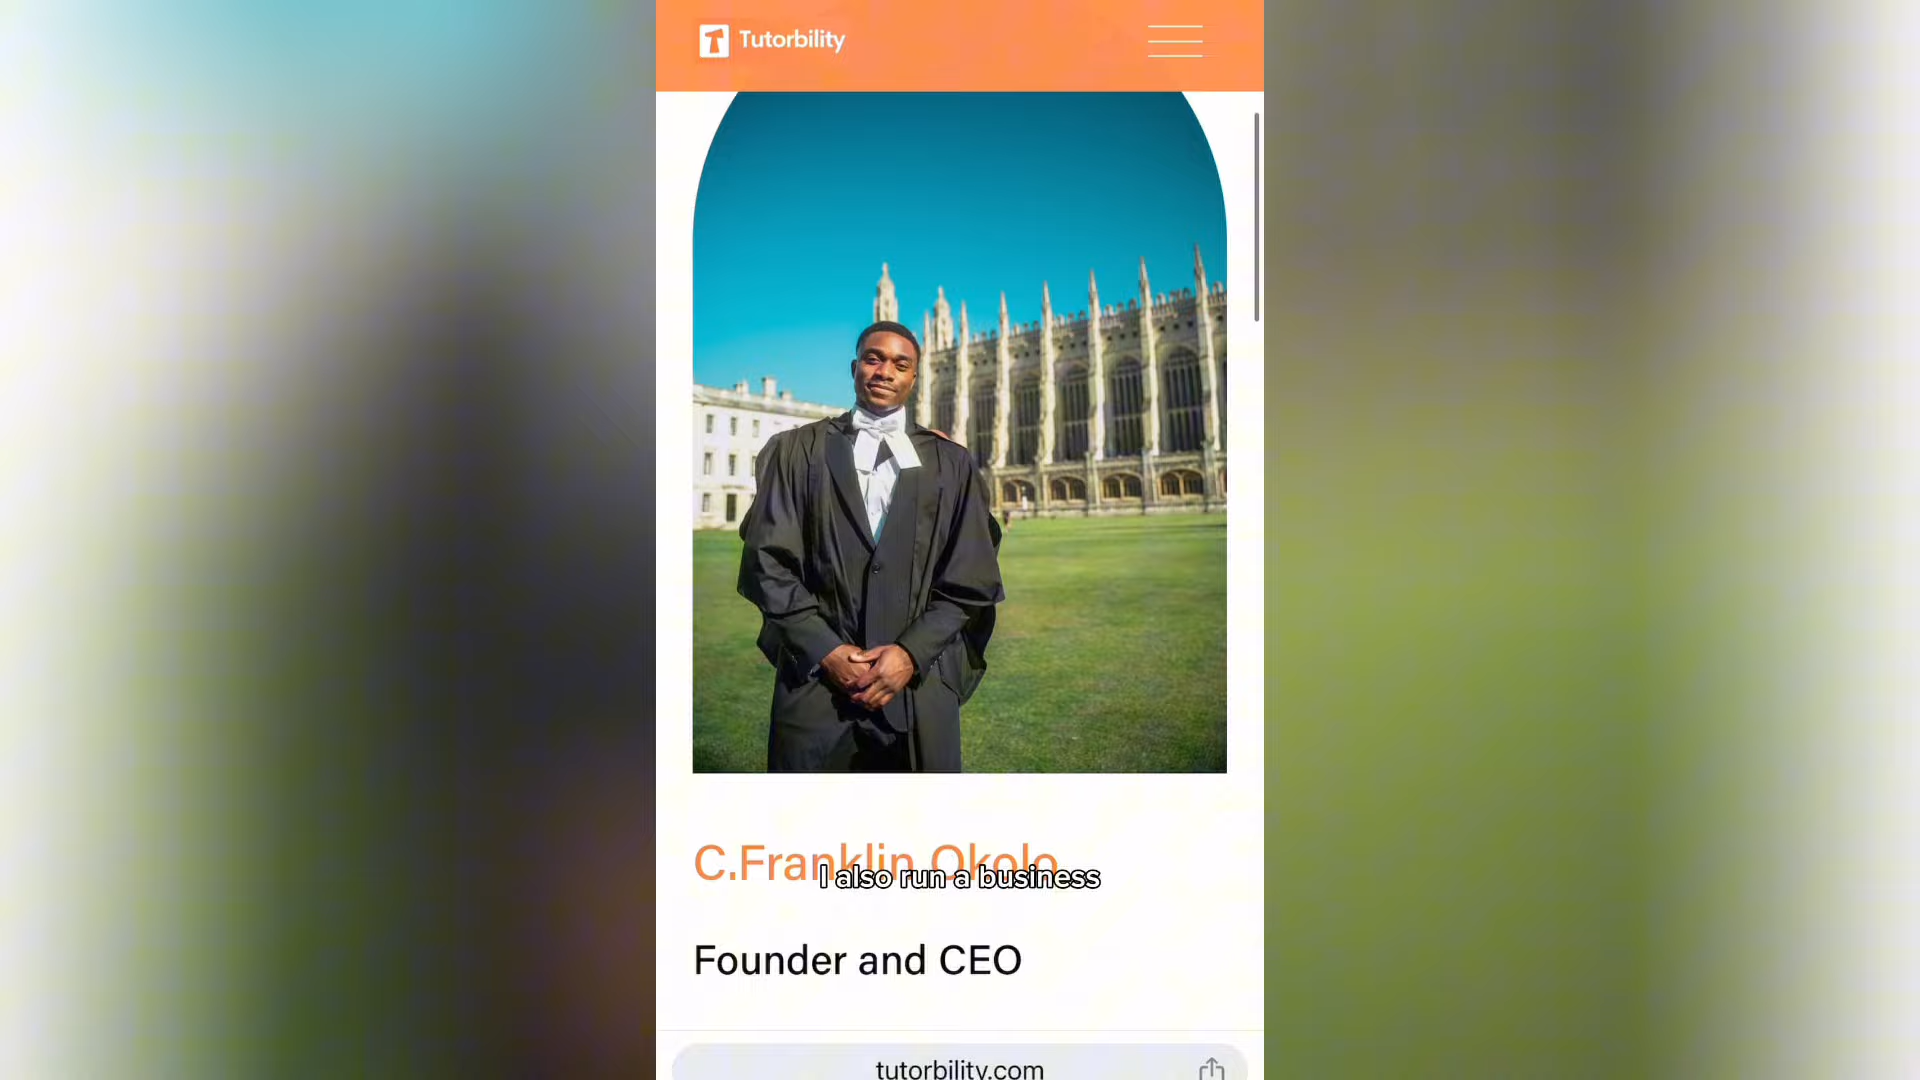 Tutorbility
C.Franklin Okolo
I also run a business
Founder and CEO
tutorbility.com